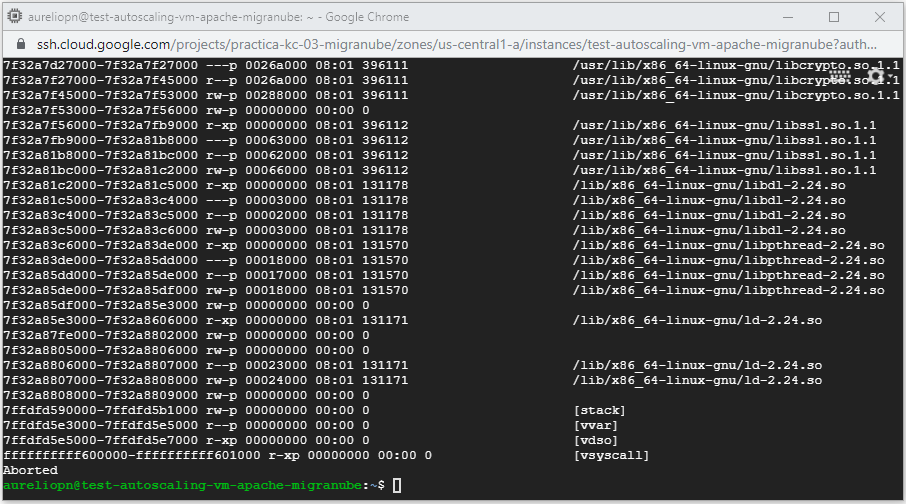 aureliopn@test-autoscaling-vm-apache-migranube: ~ - Google Chrome
ssh.cloud.google.com/projects/practica-kc-03-migranube/zones/us-central1-a/instances/test-autoscaling-vm-apache-migranube?auth...
7f32a7d27000-7f32a7f27000 ---p 0026a000 08:01 396111 /usr/lib/x86_64-linux-gnu/libcrypto.so.1.1
7f32a7f27000-7f32a7f45000 r--p 0026a000 08:01 396111 /usr/lib/x86_64-linux-gnu/libcrypto.so.1.1
7f32a7f45000-7f32a7f53000 rw-p 00288000 08:01 396111 /usr/lib/x86_64-linux-gnu/libcrypto.so.1.1
7f32a7f53000-7f32a7f56000 rw-p 00000000 00:00 0
7f32a7f56000-7f32a7fb9000 r-xp 00000000 08:01 396112 /usr/lib/x86_64-linux-gnu/libssl.so.1.1
7f32a7fb9000-7f32a81b8000 ---p 00063000 08:01 396112 /usr/lib/x86_64-linux-gnu/libssl.so.1.1
7f32a81b8000-7f32a81bc000 r--p 00062000 08:01 396112 /usr/lib/x86_64-linux-gnu/libssl.so.1.1
7f32a81bc000-7f32a81c2000 rw-p 00066000 08:01 396112 /usr/lib/x86_64-linux-gnu/libssl.so.1.1
7f32a81c2000-7f32a81c5000 r-xp 00000000 08:01 131178 /lib/x86_64-linux-gnu/libdl-2.24.so
7f32a81c5000-7f32a83c4000 ---p 00003000 08:01 131178 /lib/x86_64-linux-gnu/libdl-2.24.so
7f32a83c4000-7f32a83c5000 r--p 00002000 08:01 131178 /lib/x86_64-linux-gnu/libdl-2.24.so
7f32a83c5000-7f32a83c6000 rw-p 00003000 08:01 131178 /lib/x86_64-linux-gnu/libdl-2.24.so
7f32a83c6000-7f32a83de000 r-xp 00000000 08:01 131570 /lib/x86_64-linux-gnu/libpthread-2.24.so
7f32a83de000-7f32a85dd000 ---p 00018000 08:01 131570 /lib/x86_64-linux-gnu/libpthread-2.24.so
7f32a85dd000-7f32a85de000 r--p 00017000 08:01 131570 /lib/x86_64-linux-gnu/libpthread-2.24.so
7f32a85de000-7f32a85df000 rw-p 00018000 08:01 131570 /lib/x86_64-linux-gnu/libpthread-2.24.so
7f32a85df000-7f32a85e3000 rw-p 00000000 00:00 0
7f32a85e3000-7f32a8606000 r-xp 00000000 08:01 131171 /lib/x86_64-linux-gnu/ld-2.24.so
7f32a87fe000-7f32a8802000 rw-p 00000000 00:00 0
7f32a8805000-7f32a8806000 rw-p 00000000 00:00 0
7f32a8806000-7f32a8807000 r--p 00023000 08:01 131171 /lib/x86_64-linux-gnu/ld-2.24.so
7f32a8807000-7f32a8808000 rw-p 00024000 08:01 131171 /lib/x86_64-linux-gnu/ld-2.24.so
7f32a8808000-7f32a8809000 rw-p 00000000 00:00 0
7ffdfd590000-7ffdfd5b1000 rw-p 00000000 00:00 0 [stack]
7ffdfd5e3000-7ffdfd5e5000 r--p 00000000 00:00 0 [vvar]
7ffdfd5e5000-7ffdfd5e7000 r-xp 00000000 00:00 0 [vdso]
ffffffffff600000-ffffffffff601000 r-xp 00000000 00:00 0 [vsyscall]
Aborted
aureliopn@test-autoscaling-vm-apache-migranube:~$